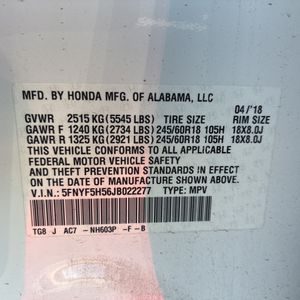 MFD. BY HONDA MFG. OF ALABAMA, LLC
04/'18
GVWR 2515 KG (5545 LBS) TIRE SIZE RIM SIZE
GAWR F 1240 KG (2734 LBS) 245/60R18 105H 18X8.0J
GAWR R 1325 KG (2921 LBS) 245/60R18 105H 18X8.0J
THIS VEHICLE CONFORMS TO ALL APPLICABLE
FEDERAL MOTOR VEHICLE SAFETY, BUMPER,
AND THEFT PREVENTION STANDARDS IN EFFECT ON THE
DATE OF MANUFACTURE SHOWN ABOVE.
V.I.N.: 5FNYF5H56JB022277 TYPE: MPV
TG8 J AC7 -NH603P -F -B